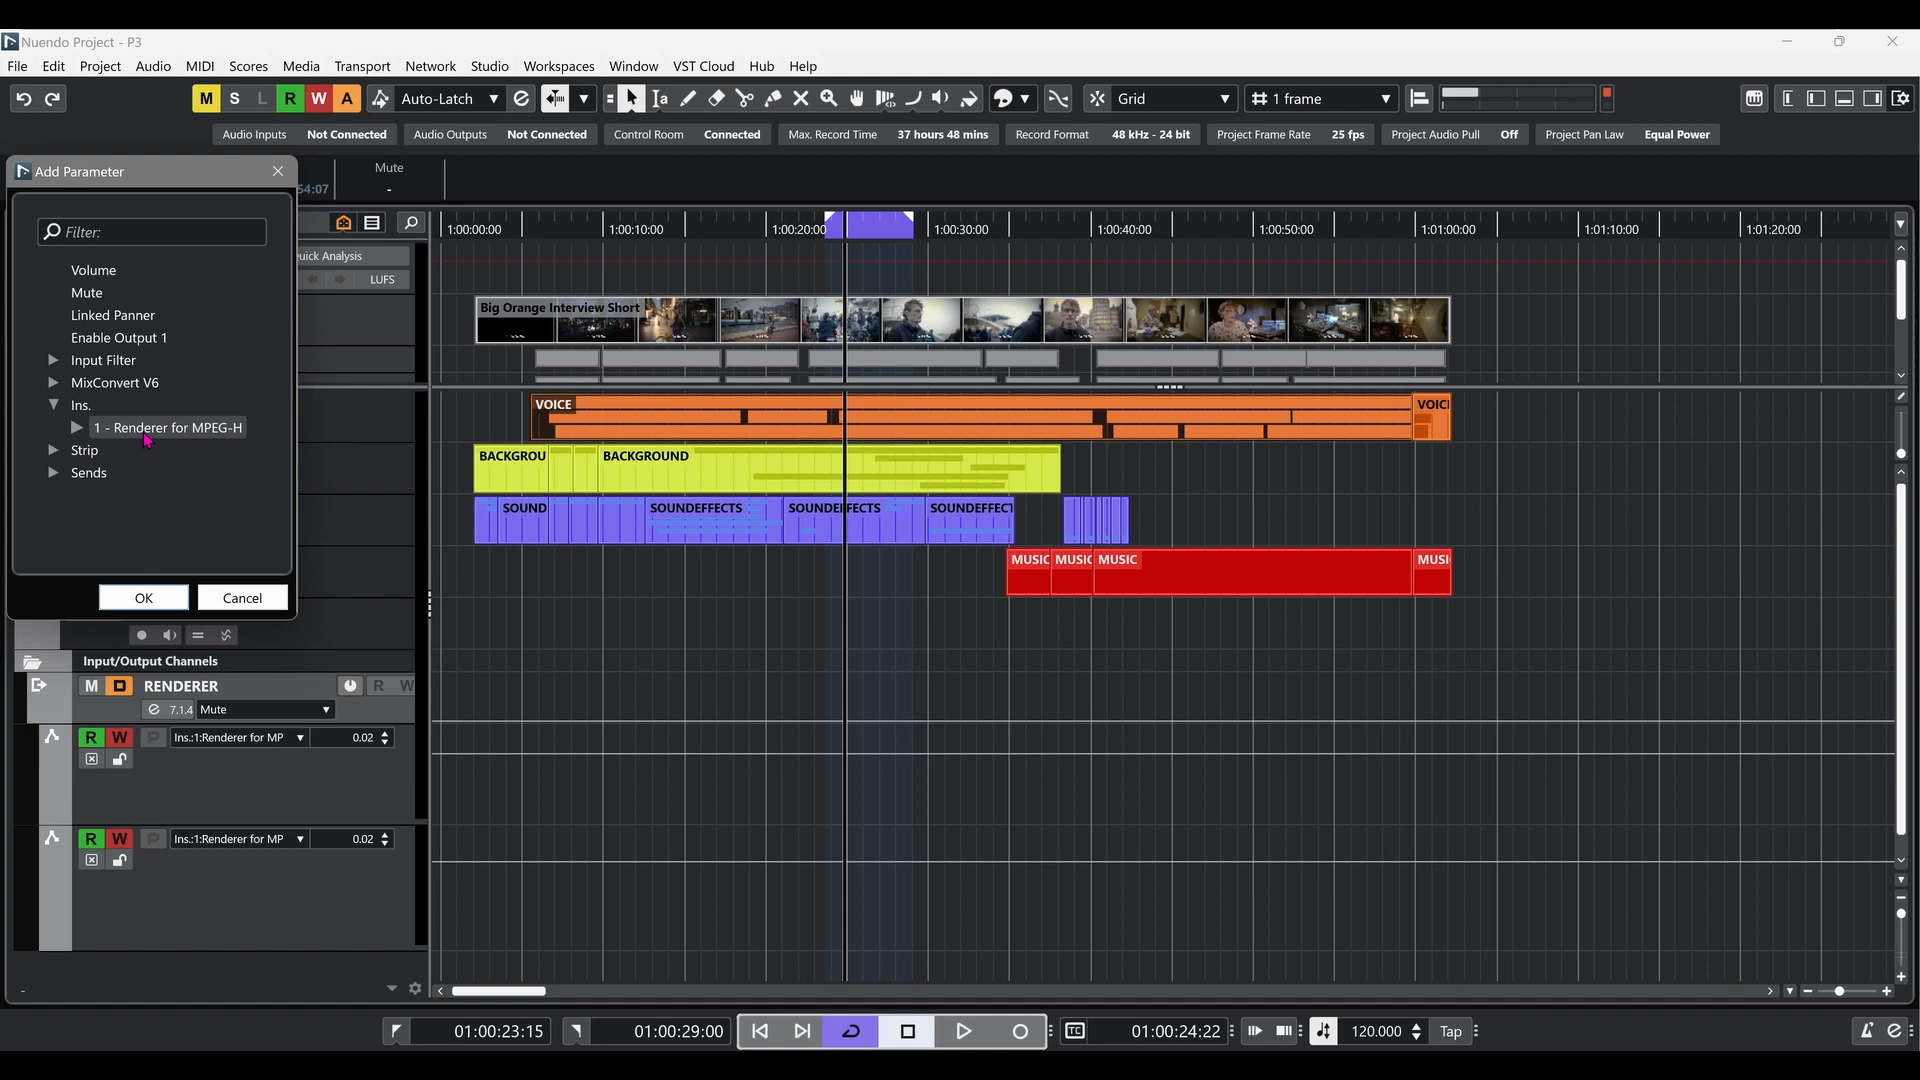 Nuendo Project - P3
File Edit Project Audio MIDI Scores Media Transport Network Studio Workspaces Window VST Cloud Hub Help
M S L R W A Auto-Latch Grid 1 frame
Audio Inputs Not Connected Audio Outputs Not Connected Control Room Connected Max. Record Time 37 hours 48 mins Record Format 48 kHz - 24 bit Project Frame Rate 25 fps Project Audio Pull Off Project Pan Law Equal Power
Add Parameter
Mute
54:07 -
Filter:
1:00:00:00 1:00:10:00 1:00:20:00 1:00:30:00 1:00:40:00 1:00:50:00 1:01:00:00 1:01:10:00 1:01:20:00
uick Analysis
LUFS
Volume
Mute
Linked Panner
Enable Output 1
Input Filter
MixConvert V6
Ins.
1 - Renderer for MPEG-H
Strip
Sends
OK Cancel
Big Orange Interview Short
VOICE VOICI
BACKGROU BACKGROUND
SOUND SOUNDEFFECTS SOUNDEFFECTS SOUNDEFFECT
MUSIC MUSIC MUSIC MUSI
Input/Output Channels
M RENDERER R W
7.1.4 Mute
R W P Ins.:1:Renderer for MP 0.02
R W P Ins.:1:Renderer for MP 0.02
-
01:00:23:15 01:00:29:00 TC 01:00:24:22 120.000 Tap